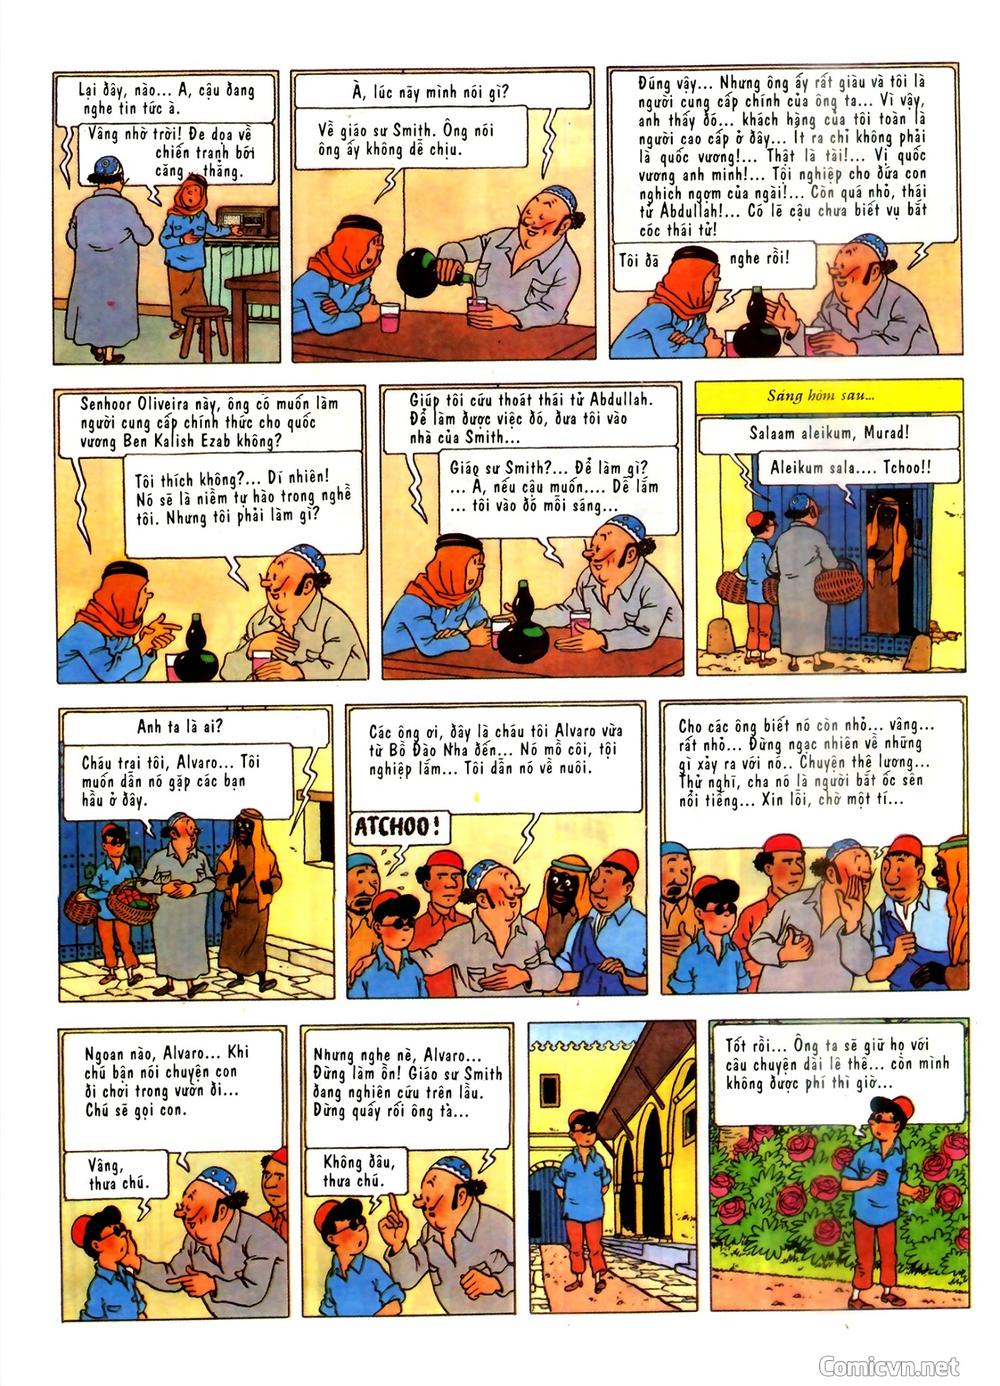 Lại đây, nào... A, cậu đang
nghe tin tức à.
Vâng nhờ trời! Đe dọa về
chiến tranh bớt
căng thẳng.
À, lúc nãy mình nói gì?
Về giáo sư Smith. Ông nói
ông ấy không dễ chịu.
Đúng vậy... Nhưng ông ấy rất giàu và tôi là
người cung cấp chính của ông ta... Vì vậy,
anh thấy đó... khách hàng của tôi toàn là
người cao cấp ở đây... It ra chỉ không phải
là quốc vương!... Thật là tài!... Vị quốc
vương anh minh!... Tội nghiệp cho đứa con
nghich ngợm của ngài!... Còn quá nhỏ, thái
tử Abdullah!... Có lẽ cậu chưa biết vụ bắt
cóc thái tử!
Tôi đã nghe rồi!
Senhoor Oliveira này, ông có muốn làm
người cung cấp chính thức cho quốc
vương Ben Kalish Ezab không?
Tôi thích không?... Dí nhiên!
Nó sẽ là niềm tự hào trong nghề
tôi. Nhưng tôi phải làm gì?
Giúp tôi cứu thoát thái tử Abdullah.
Để làm được việc đó, đưa tôi vào
nhà của Smith...
Giáo sư Smith?... Để làm gì?
... À, nếu cậu muốn.... Dễ lắm
... tôi vào đó mỗi sáng...
Sáng hôm sau...
Salaam aleikum, Murad!
Aleikum sala.... Tchoo!!
Anh ta là ai?
Cháu trai tôi, Alvaro... Tôi
muốn dẫn nó gặp các bạn
hầu ở đây.
Các ông ơi, đây là cháu tôi Alvaro vừa
từ Bồ Đào Nha đến... Nó mồ côi, tội
nghiệp lắm... Tôi dẫn nó về nuôi.
ATCHOO!
Cho các ông biết nó còn nhỏ... vâng...
rất nhỏ... Đừng ngạc nhiên về những
gì xảy ra với nó.. Chuyện thê lương...
Thử nghĩ, cha nó là người bắt ốc sên
nổi tiếng... Xin lỗi, chờ một tí...
Ngoan nào, Alvaro... Khi
chú bận nói chuyện con
đi chơi trong vườn đi...
Chú sẽ gọi con.
Vâng,
thưa chú.
Nhưng nghe nè, Alvaro...
Đừng làm ồn! Giáo sư Smith
đang nghiên cứu trên lầu.
Đừng quấy rối ông ta...
Không đâu,
thưa chú.
Tốt rồi... Ông ta sẽ giữ họ với
câu chuyện dài lê thê... còn mình
không được phí thì giờ...
Comicvn.net